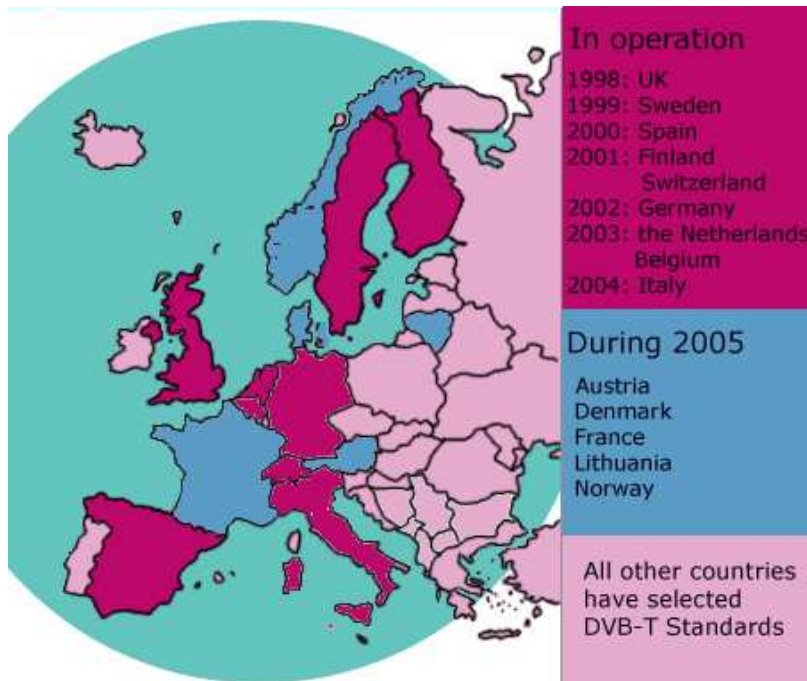 In operation
1998: UK
1999: Sweden
2000: Spain
2001: Finland
Switzerland
2002: Germany
2003: the Netherlands
Belgium
2004: Italy
During 2005
Austria
Denmark
France
Lithuania
Norway
All other countries
have selected
DVB-T Standards